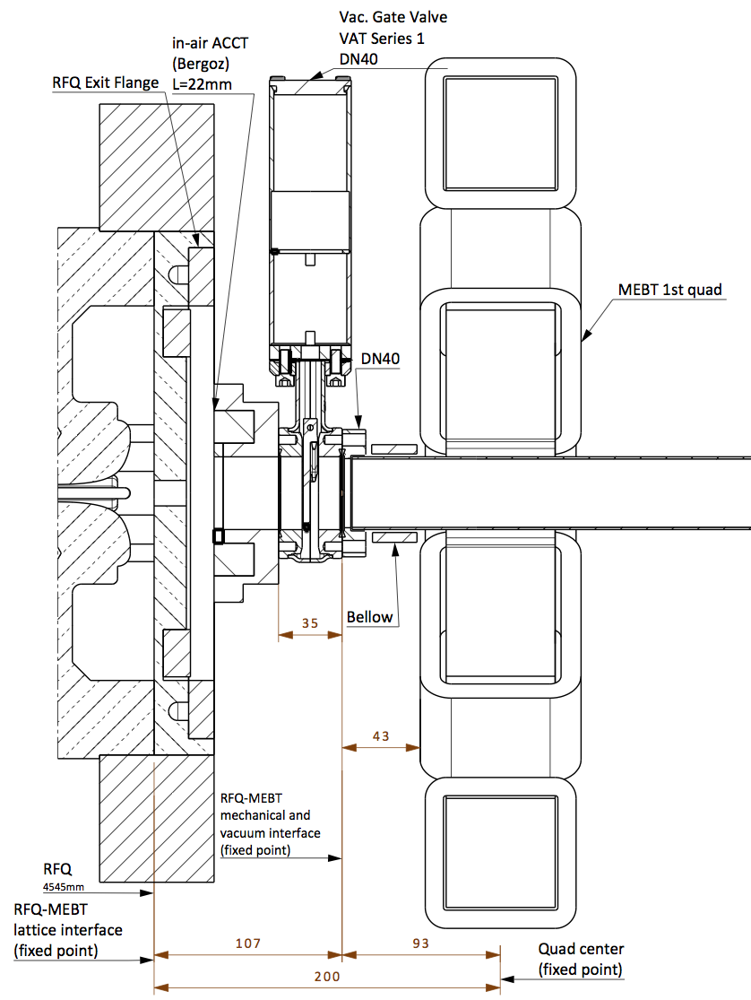 Vac. Gate Valve
VAT Series 1
DN40
in-air ACCT
(Bergoz)
L=22mm
RFQ Exit Flange
MEBT 1st quad
DN40
Bellow
35
43
RFQ-MEBT
mechanical and
vacuum interface
(fixed point)
RFQ
4545mm
RFQ-MEBT
lattice interface
(fixed point)
107
93
Quad center
(fixed point)
200